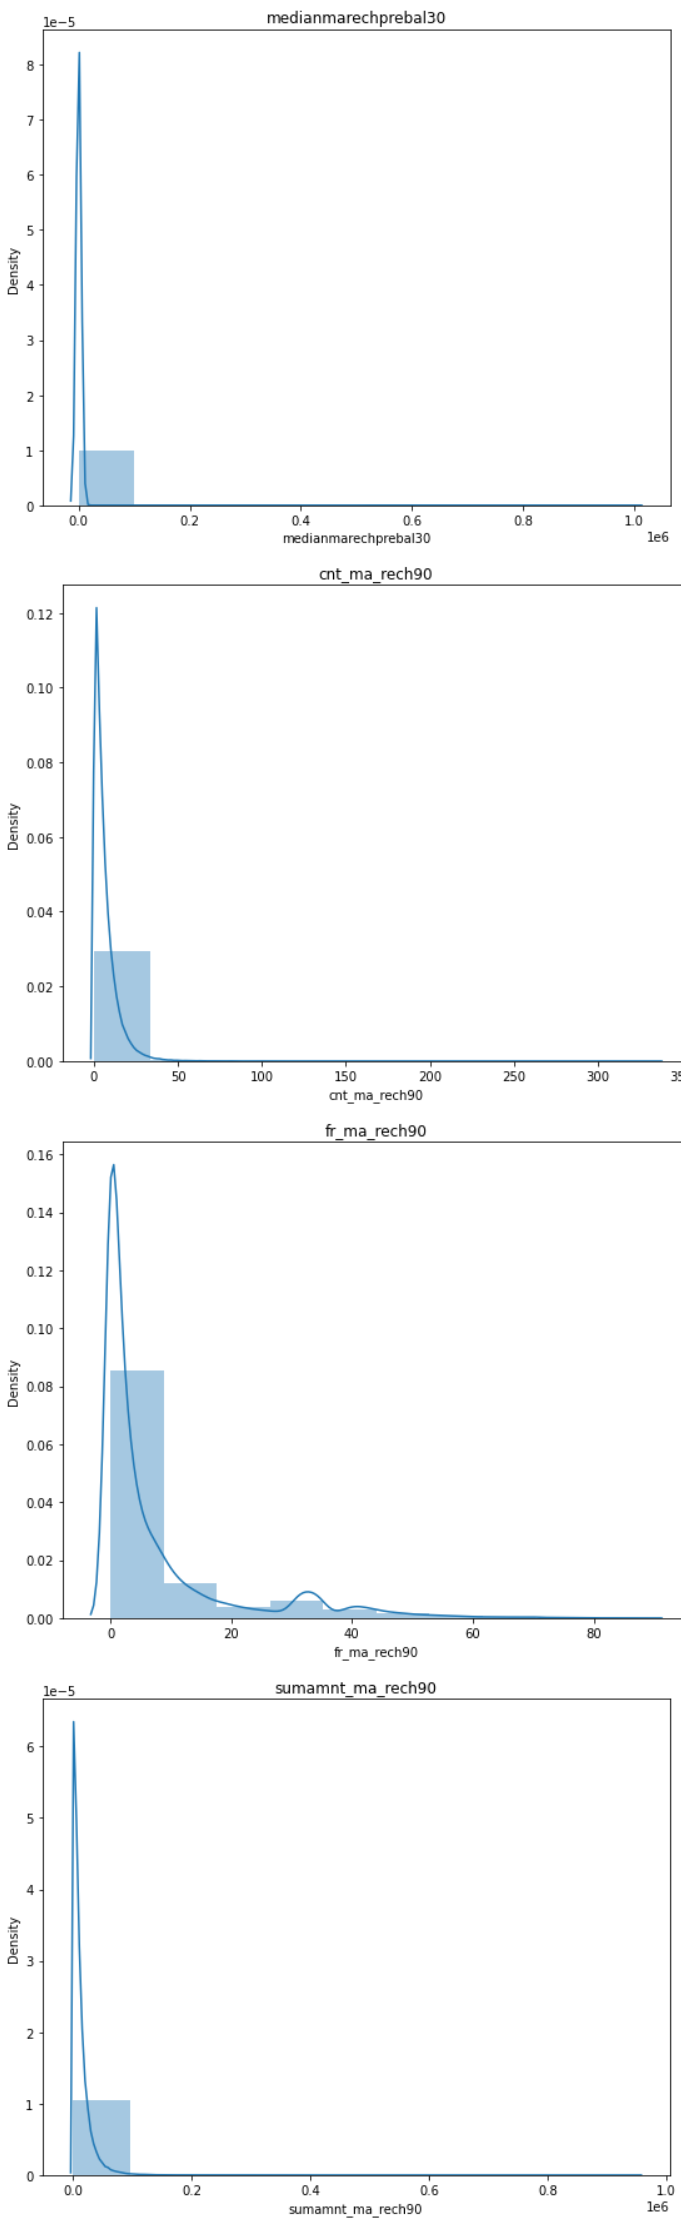 medianmarechprebal30
1e−5
8
7
6
5
4
3
2
1
0
Density
0.0 0.2 0.4 0.6 0.8 1.0
1e6
medianmarechprebal30
cnt_ma_rech90
0.12
0.10
0.08
0.06
0.04
0.02
0.00
Density
0 50 100 150 200 250 300 35
cnt_ma_rech90
fr_ma_rech90
0.16
0.14
0.12
0.10
0.08
0.06
0.04
0.02
0.00
Density
0 20 40 60 80
fr_ma_rech90
sumamnt_ma_rech90
1e−5
6
5
4
3
2
1
0
Density
0.0 0.2 0.4 0.6 0.8 1.0
1e6
sumamnt_ma_rech90